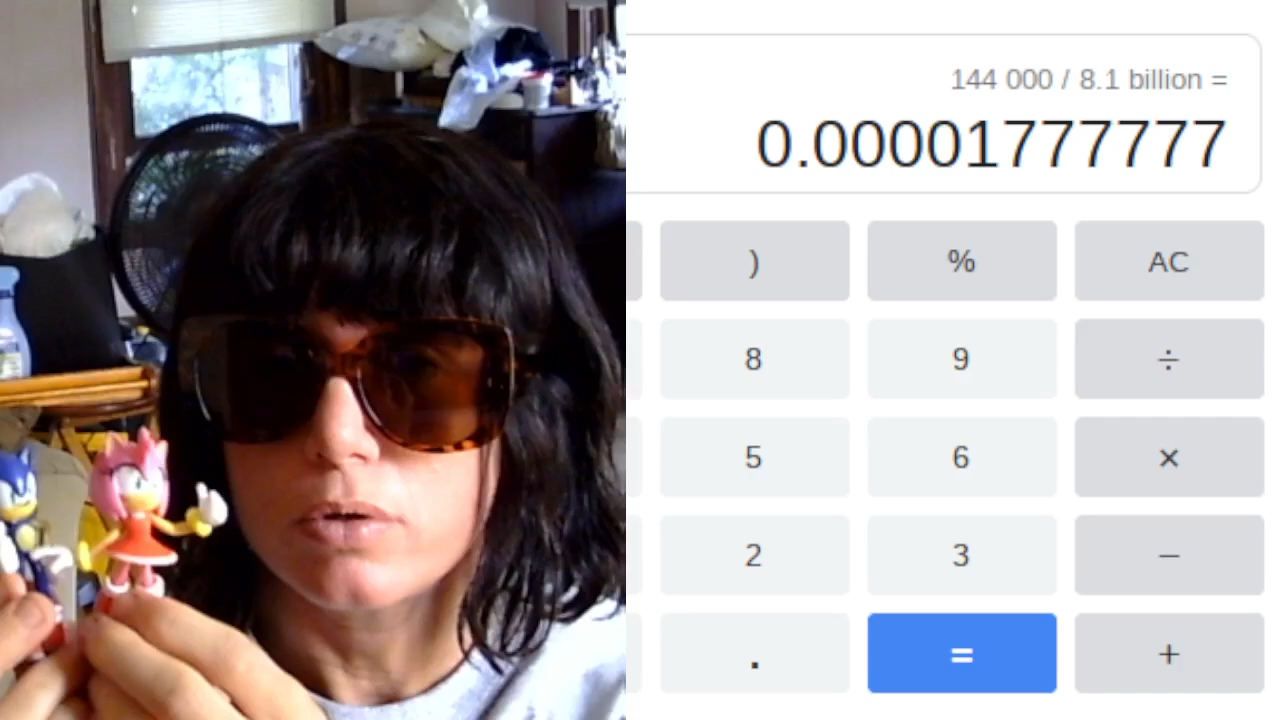 144 000 / 8.1 billion =
0.00001777777
) % AC
8 9 ÷
5 6 ×
2 3 −
. = +